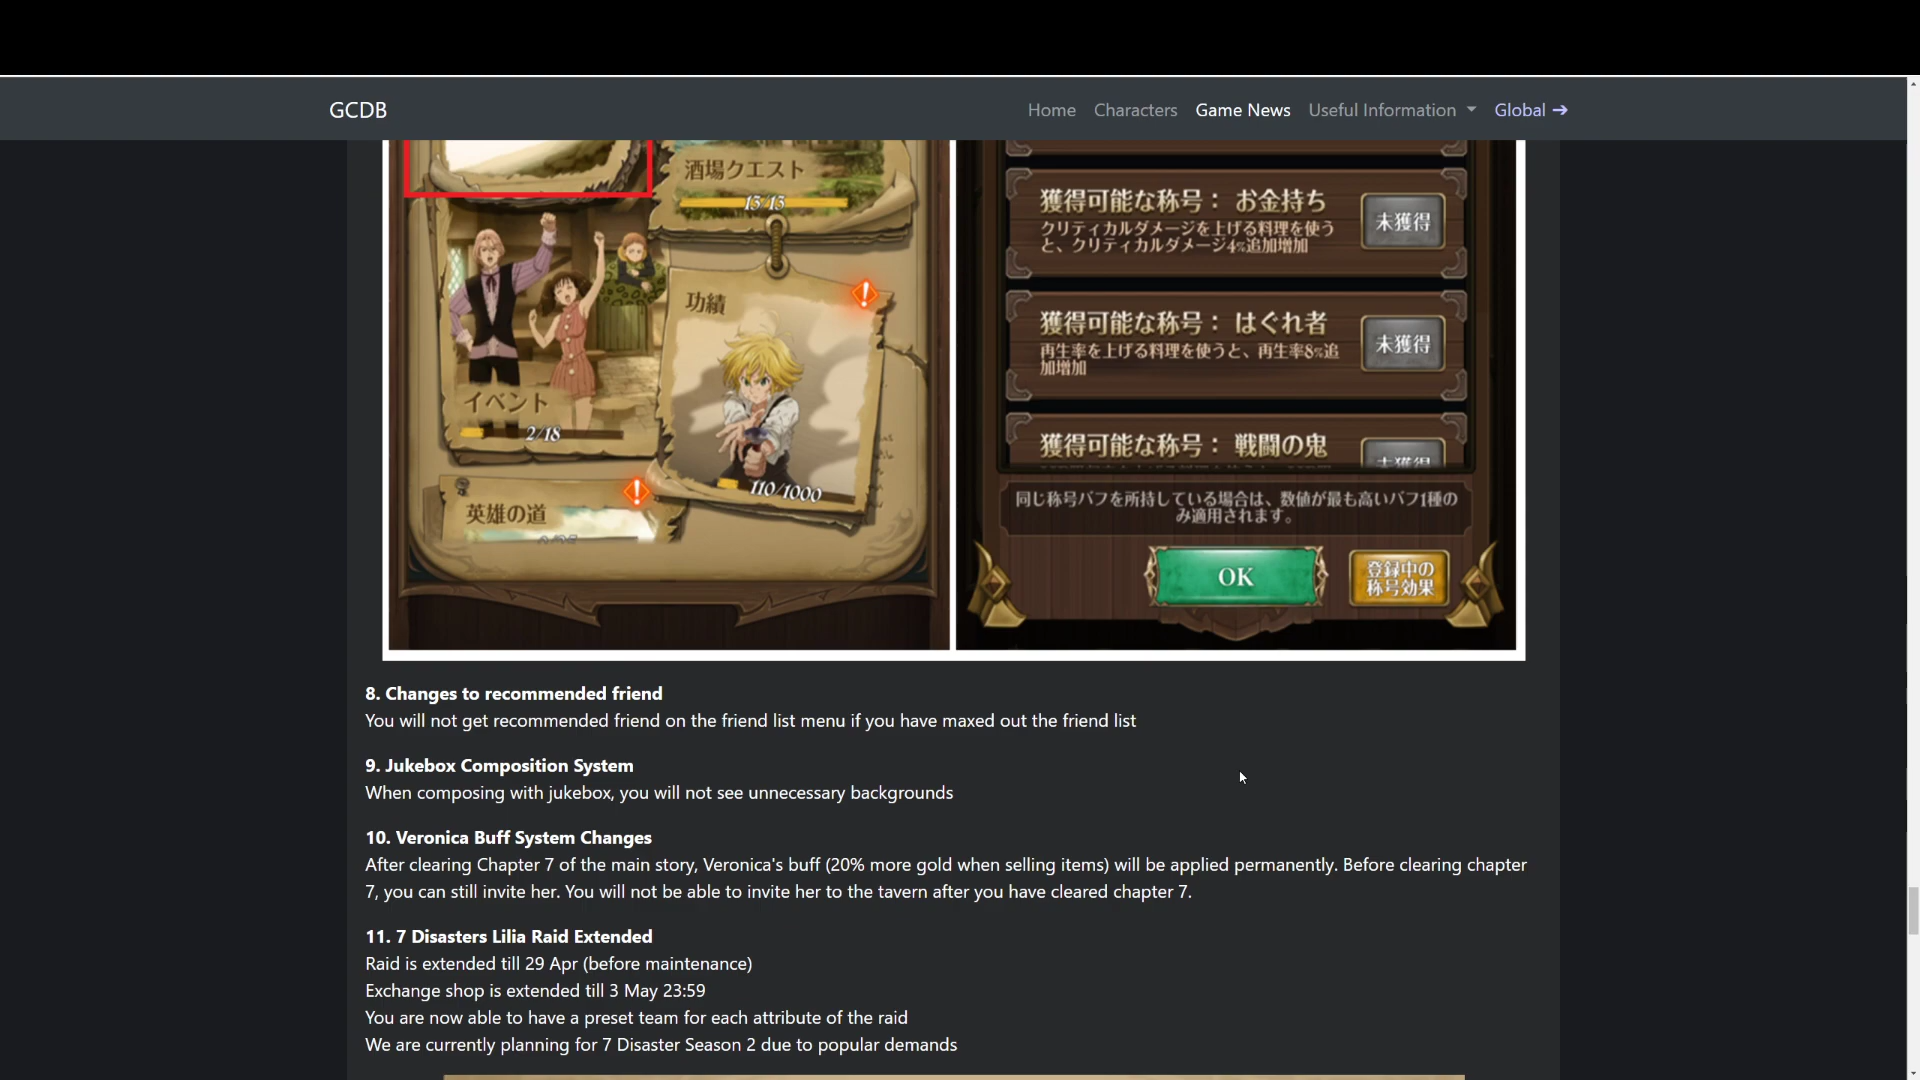 GCDB
Home Characters Game News Useful Information Global →
酒場クエスト
13/13
功績
イベント
2/18
110/1000
英雄の道
獲得可能な称号： お金持ち
クリティカルダメージを上げる料理を使う
と、クリティカルダメージ4%追加増加
未獲得
獲得可能な称号： はぐれ者
再生率を上げる料理を使うと、再生率8%追
加増加
未獲得
獲得可能な称号： 戦闘の鬼
未獲得
同じ称号バフを所持している場合は、数値が最も高いバフ1種の
み適用されます。
OK
登録中の
称号効果
8. Changes to recommended friend
You will not get recommended friend on the friend list menu if you have maxed out the friend list
9. Jukebox Composition System
When composing with jukebox, you will not see unnecessary backgrounds
10. Veronica Buff System Changes
After clearing Chapter 7 of the main story, Veronica's buff (20% more gold when selling items) will be applied permanently. Before clearing chapter
7, you can still invite her. You will not be able to invite her to the tavern after you have cleared chapter 7.
11. 7 Disasters Lilia Raid Extended
Raid is extended till 29 Apr (before maintenance)
Exchange shop is extended till 3 May 23:59
You are now able to have a preset team for each attribute of the raid
We are currently planning for 7 Disaster Season 2 due to popular demands